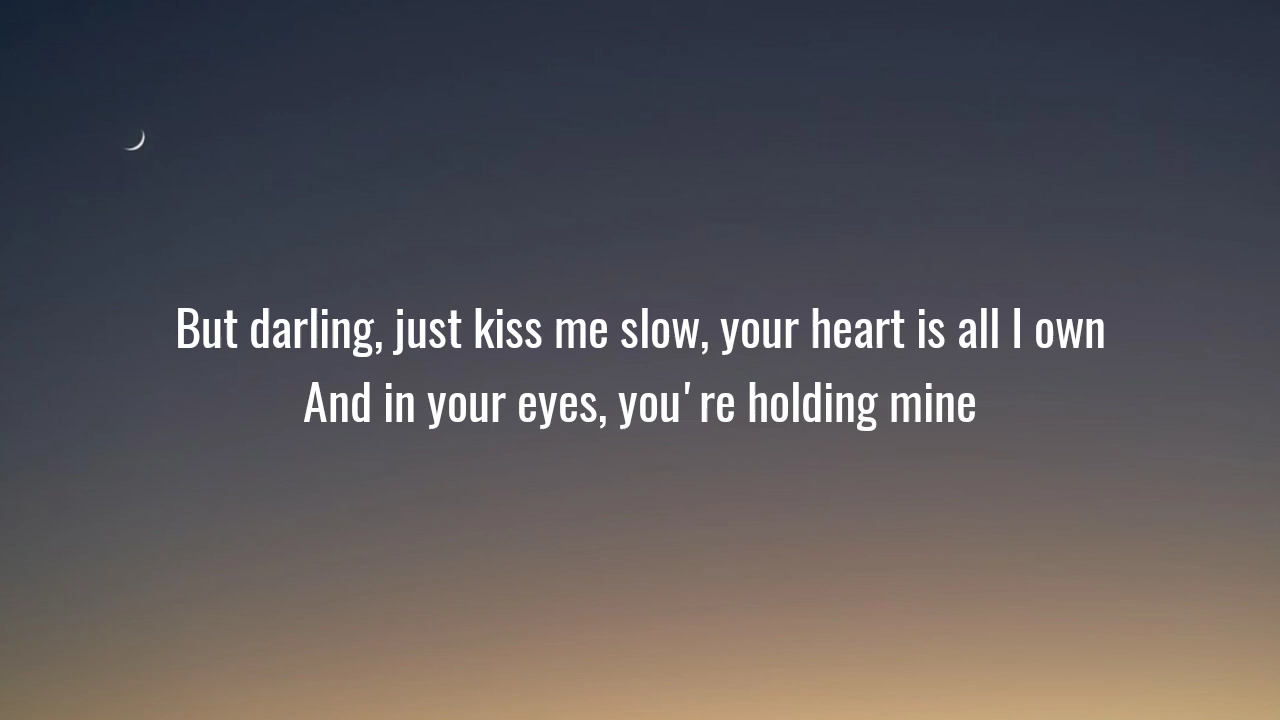 But darling, just kiss me slow, your heart is all I own
And in your eyes, you're holding mine